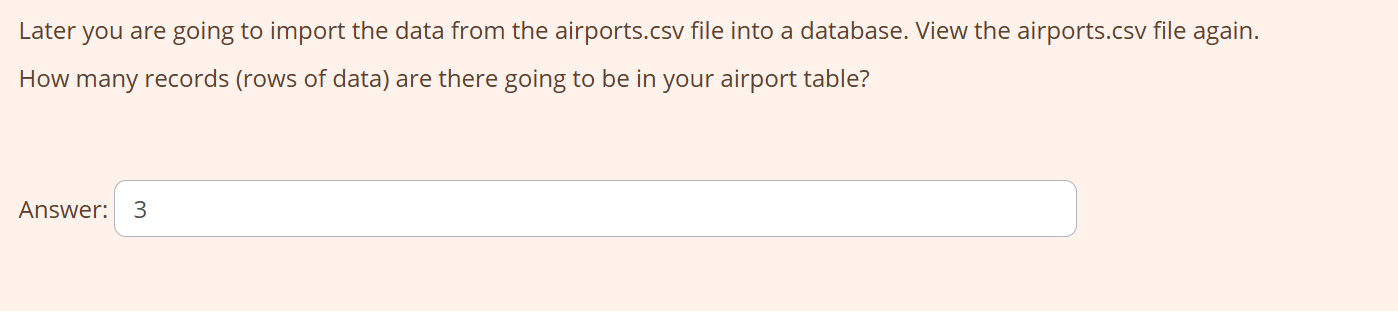 Later you are going to import the data from the airports.csv file into a database. View the airports.csv file again.
How many records (rows of data) are there going to be in your airport table?
Answer: 3